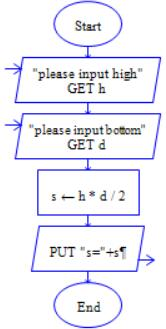 Start
"please input high"
GET h
"please input bottom"
GET d
s ← h * d / 2
PUT "s="+s¶
End